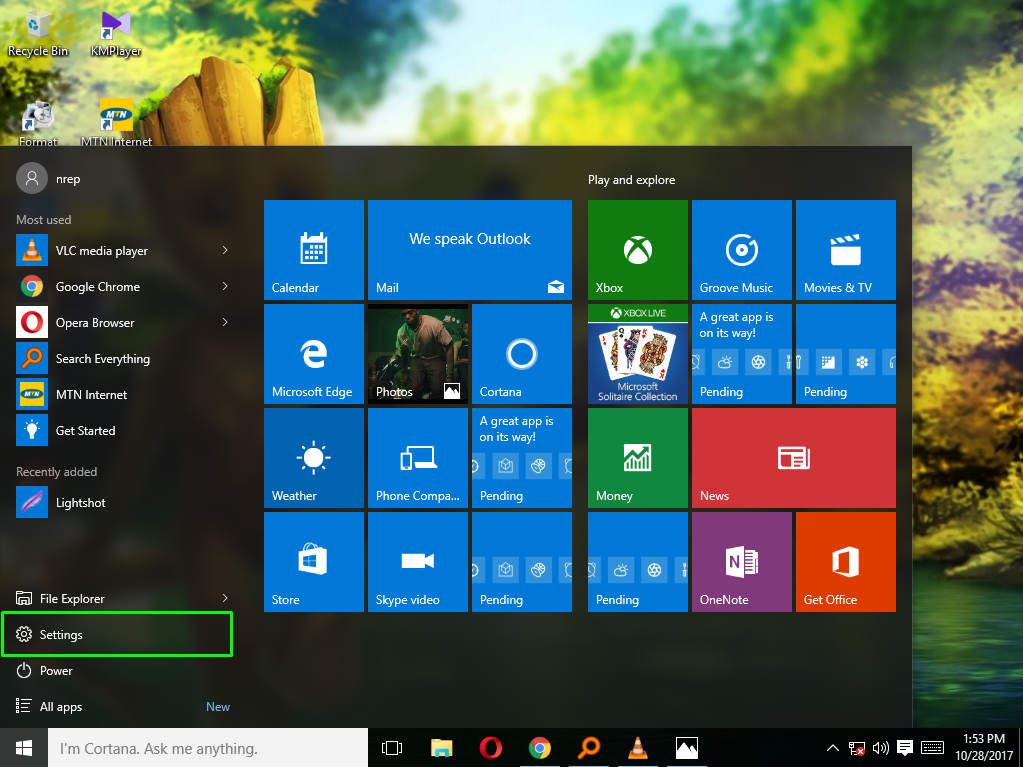 Recycle Bin
KMPlayer
Format
MTN Internet
nrep
Most used
VLC media player
Google Chrome
Opera Browser
Search Everything
MTN Internet
Get Started
Recently added
Lightshot
File Explorer
Settings
Power
All apps
New
Calendar
We speak Outlook
Mail
Microsoft Edge
Photos
Cortana
Weather
Phone Compa...
A great app is
on its way!
Pending
Store
Skype video
Pending
Play and explore
Xbox
Groove Music
Movies & TV
XBOX LIVE
Microsoft
Solitaire Collection
A great app is
on its way!
Pending
Pending
Money
News
Pending
OneNote
Get Office
I'm Cortana. Ask me anything.
1:53 PM
10/28/2017